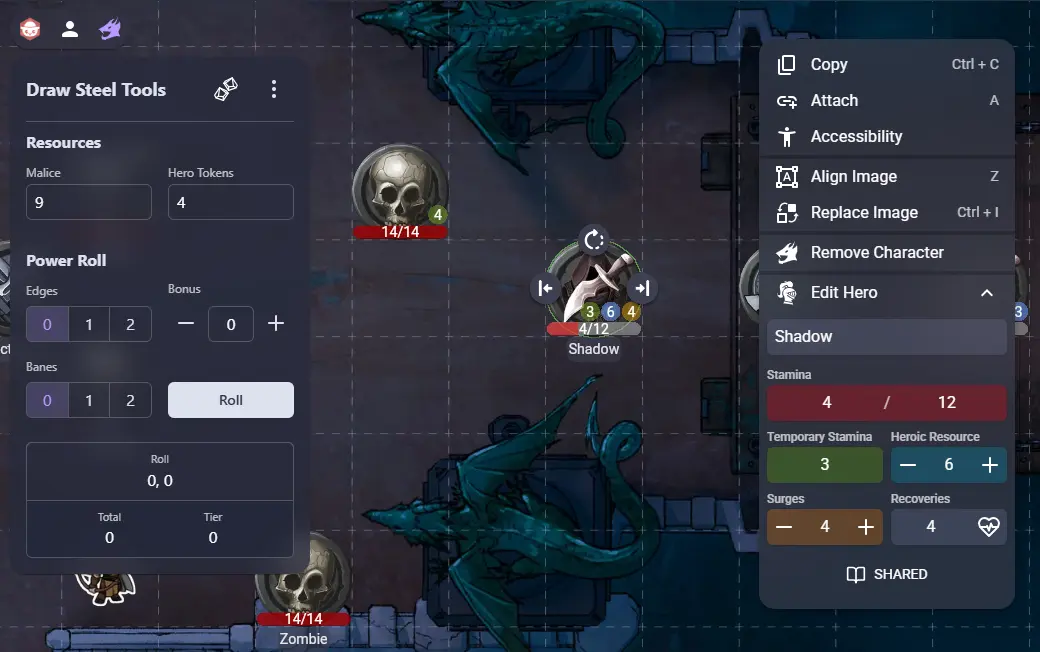 Draw Steel Tools
Resources
Malice
Hero Tokens
9
4
Power Roll
Edges
Bonus
0 1 2
0
Banes
0 1 2
Roll
Roll
0, 0
Total
Tier
0
0
4
14/14
3 6 4
4/12
Shadow
14/14
Zombie
ct
3
Copy Ctrl + C
Attach A
Accessibility
Align Image Z
Replace Image Ctrl + I
Remove Character
Edit Hero
Shadow
Stamina
4 / 12
Temporary Stamina
Heroic Resource
3
6
Surges
Recoveries
4
4
SHARED